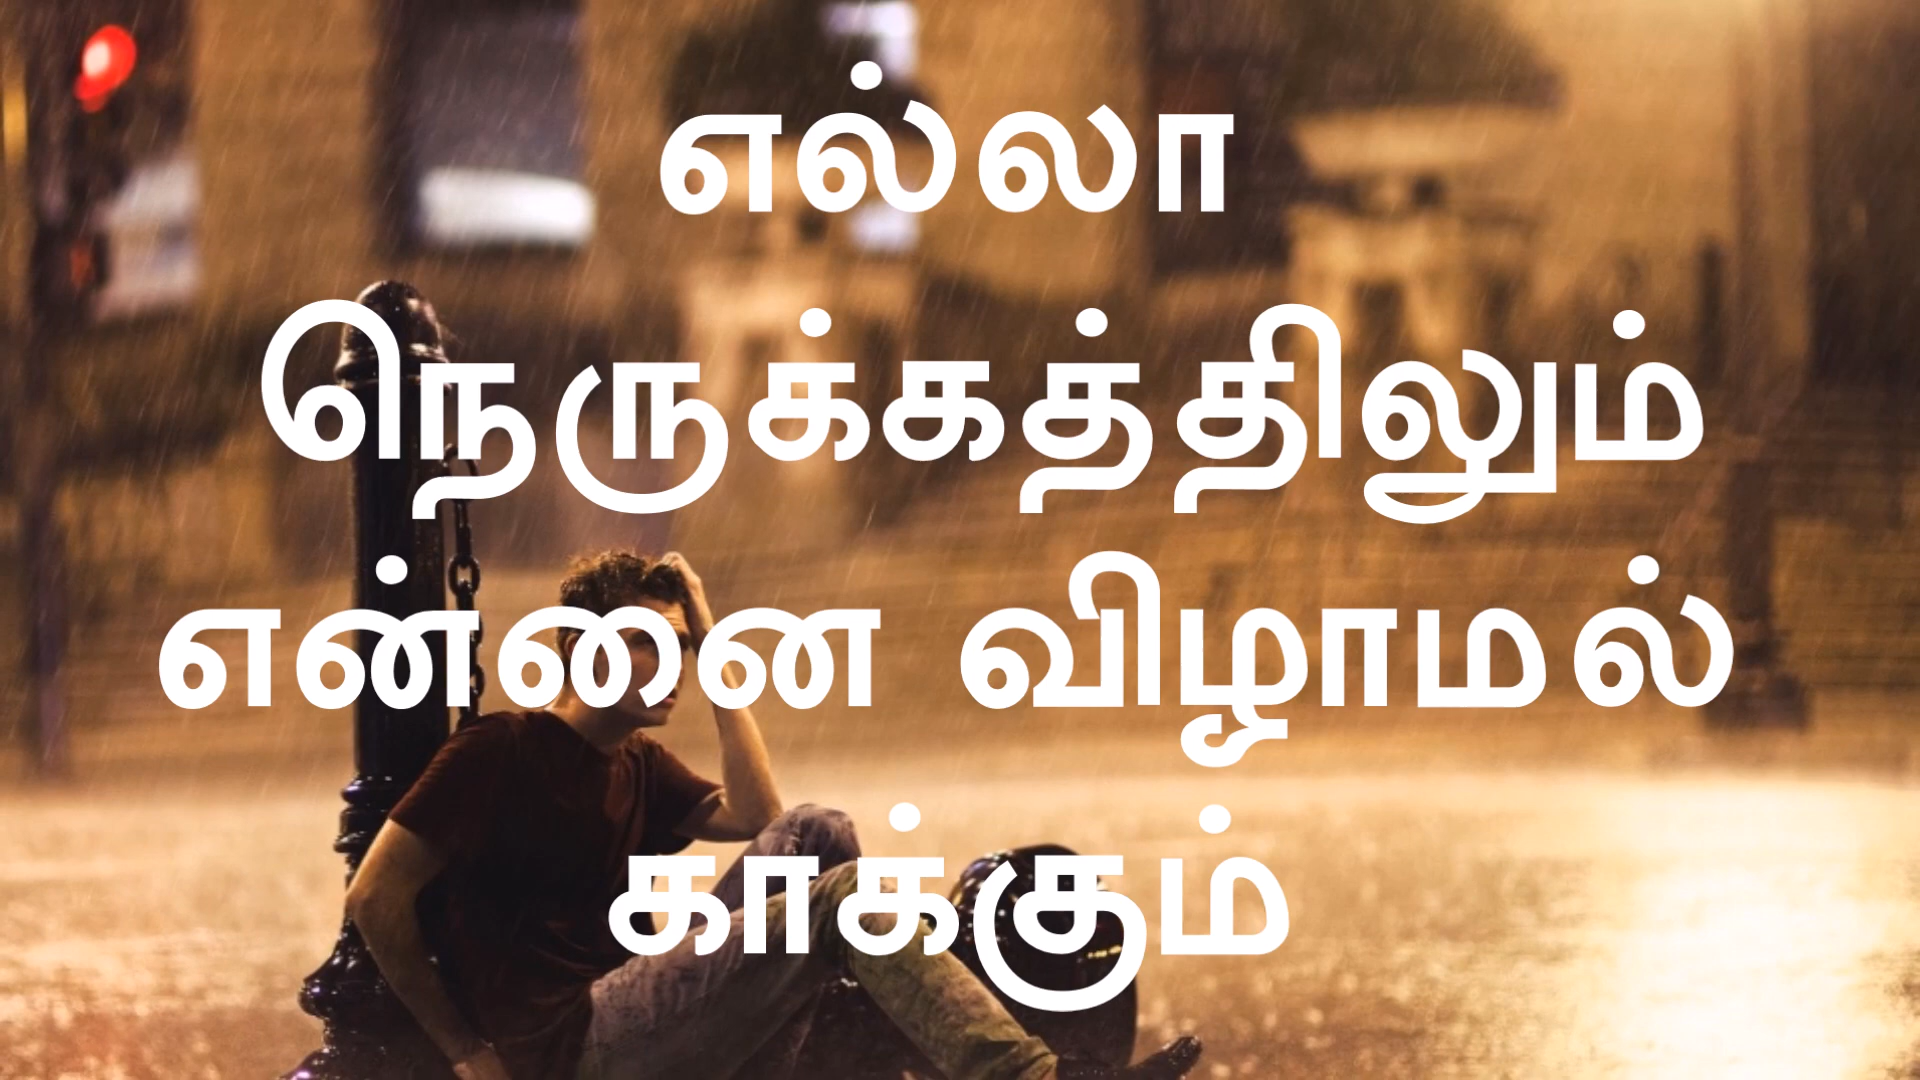 எல்லா
நெருக்கத்திலும்
என்னை விழாமல்
காக்கும்